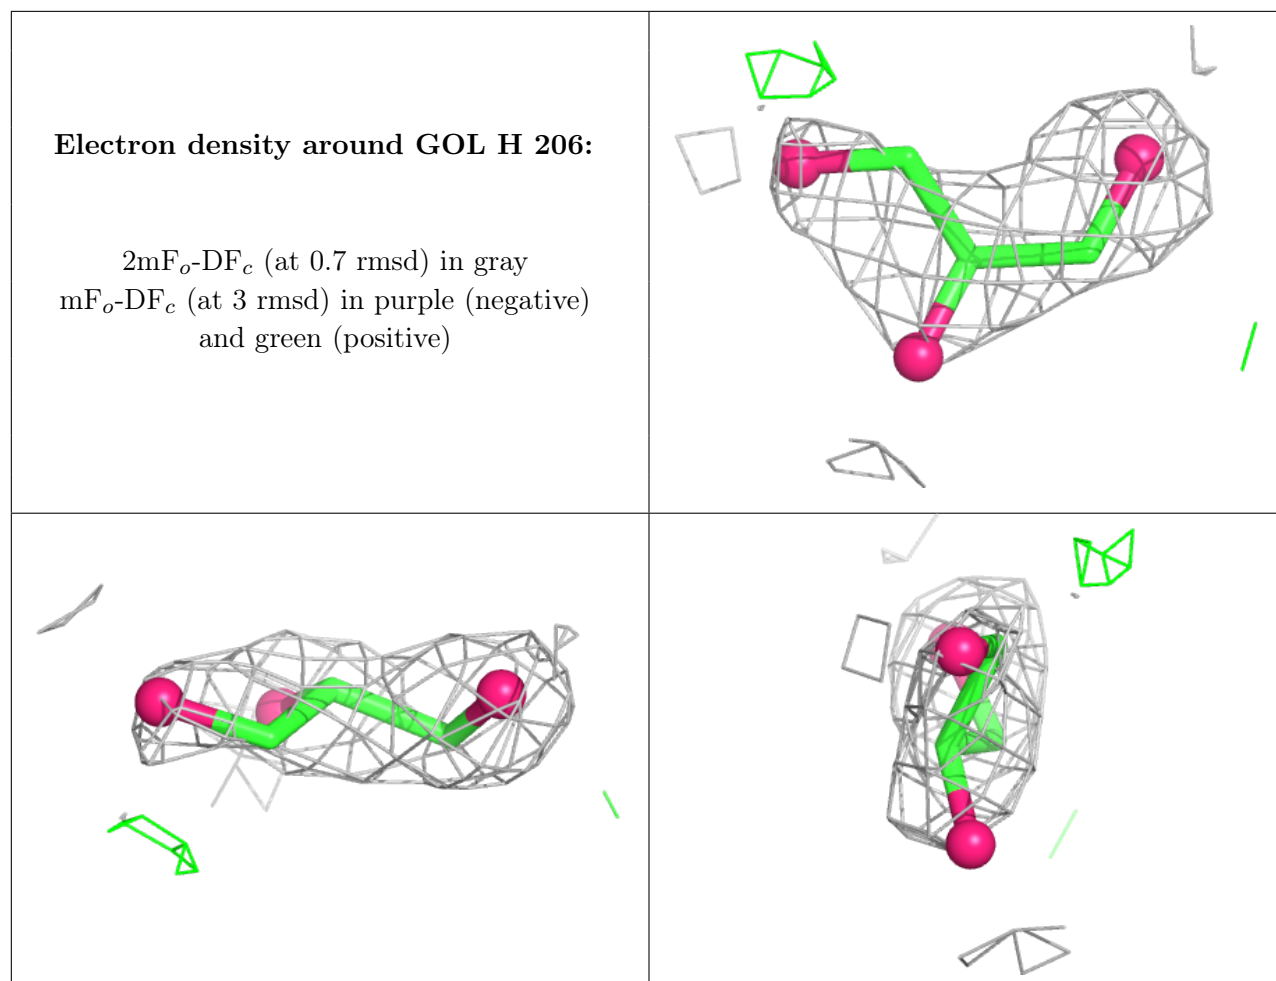 Electron density around GOL H 206:
2mFo-DFc (at 0.7 rmsd) in gray
mFo-DFc (at 3 rmsd) in purple (negative)
and green (positive)